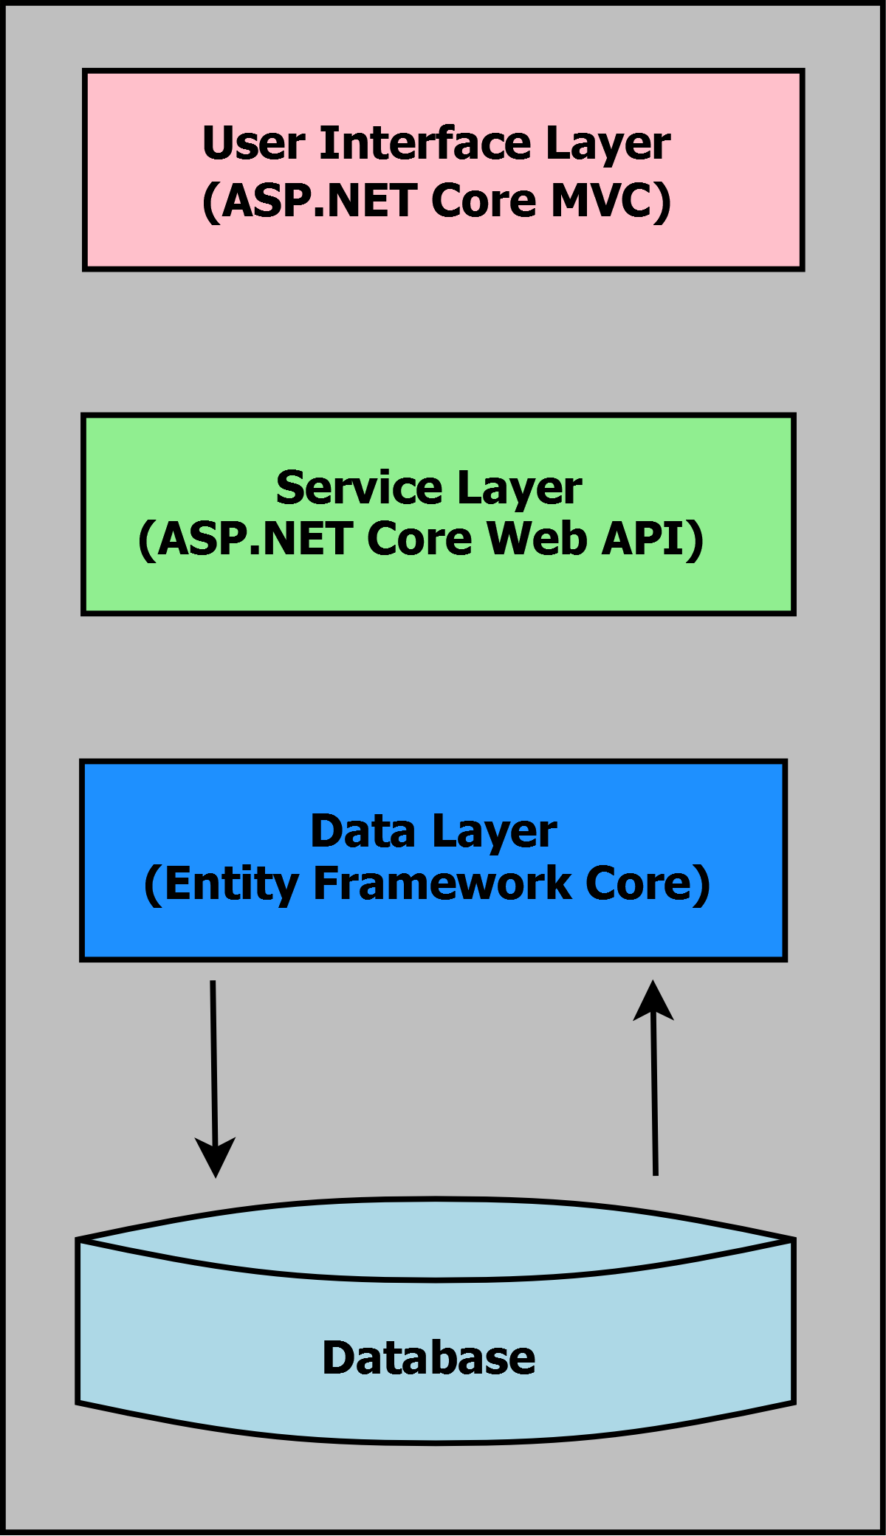 User Interface Layer
(ASP.NET Core MVC)
Service Layer
(ASP.NET Core Web API)
Data Layer
(Entity Framework Core)
Database